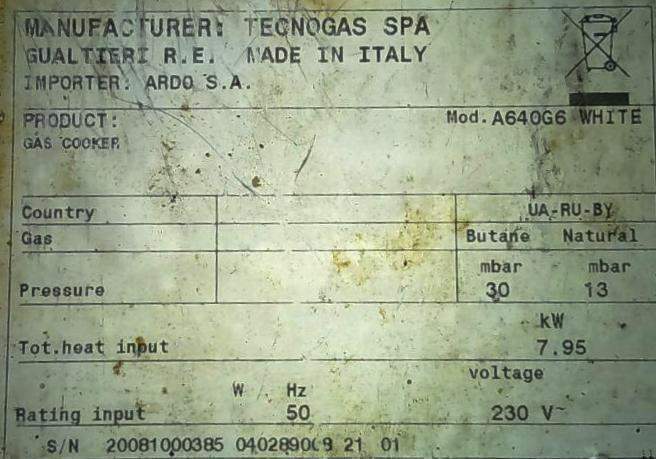 MANUFACTURER: TECNOGAS SPA
GUALTIERI R.E. MADE IN ITALY
IMPORTER: ARDO S.A.
PRODUCT: Mod. A640G6 WHITE
GAS COOKER
Country UA-RU-BY
Gas Butane Natural
mbar mbar
Pressure 30 13
kW
Tot.heat input 7.95
voltage
W Hz
Rating input 50 230 V~
S/N 20081000385 21 01